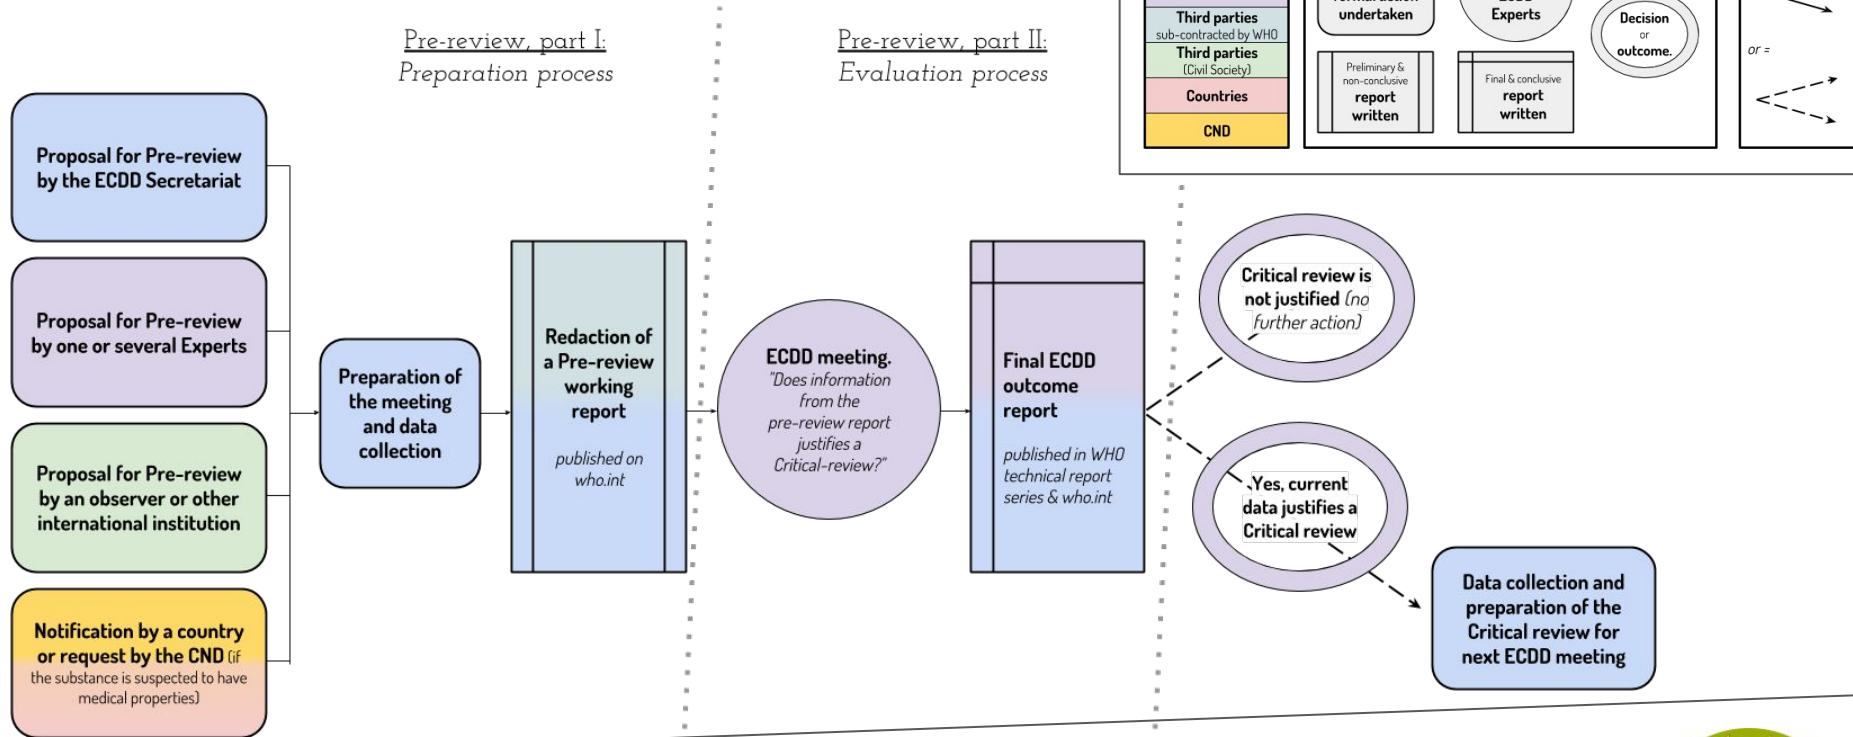 Pre-review, part I:
Preparation process
Pre-review, part II:
Evaluation process
Third parties
sub-contracted by WHO
Third parties
(Civil Society)
Countries
CND
undertaken
Experts
Decision
or
outcome.
Preliminary &
non-conclusive
report
written
Final & conclusive
report
written
or =
Proposal for Pre-review
by the ECDD Secretariat
Proposal for Pre-review
by one or several Experts
Proposal for Pre-review
by an observer or other
international institution
Notification by a country
or request by the CND (if
the substance is suspected to have
medical properties)
Preparation of
the meeting
and data
collection
Redaction of
a Pre-review
working
report
published on
who.int
ECDD meeting.
"Does information
from the
pre-review report
justifies a
Critical-review?"
Final ECDD
outcome
report
published in WHO
technical report
series & who.int
Critical review is
not justified (no
further action)
Yes, current
data justifies a
Critical review
Data collection and
preparation of the
Critical review for
next ECDD meeting